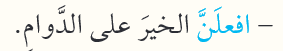 – افعلَنَّ الخيرَ على الدَّوامِ.